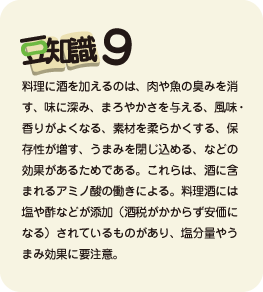 豆知識9
料理に酒を加えるのは、肉や魚の臭みを消
す、味に深み、まろやかさを与える、風味・
香りがよくなる、素材を柔らかくする、保
存性が増す、うまみを閉じ込める、などの
効果があるためである。これらは、酒に含
まれるアミノ酸の働きによる。料理酒には
塩や酢などが添加（酒税がかからず安価に
なる）されているものがあり、塩分量やう
まみ効果に要注意。